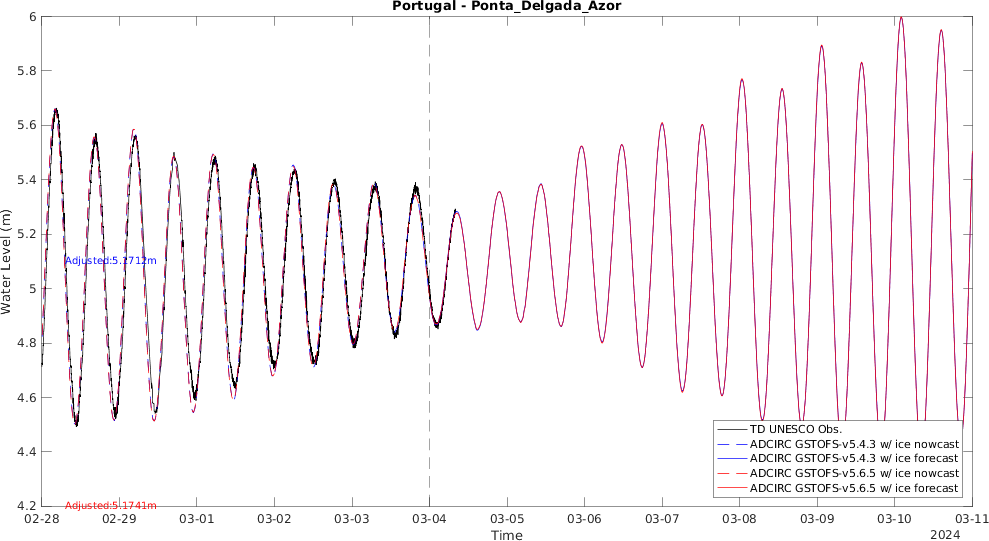 Portugal - Ponta_Delgada_Azor
6
5.8
5.6
5.4
5.2
5
4.8
4.6
4.4
4.2
Water Level (m)
Adjusted:5.1712m
Adjusted:5.1741m
TD UNESCO Obs.
ADCIRC GSTOFS-v5.4.3 w/ ice nowcast
ADCIRC GSTOFS-v5.4.3 w/ ice forecast
ADCIRC GSTOFS-v5.6.5 w/ ice nowcast
ADCIRC GSTOFS-v5.6.5 w/ ice forecast
02-28 02-29 03-01 03-02 03-03 03-04 03-05 03-06 03-07 03-08 03-09 03-10 03-11
Time
2024